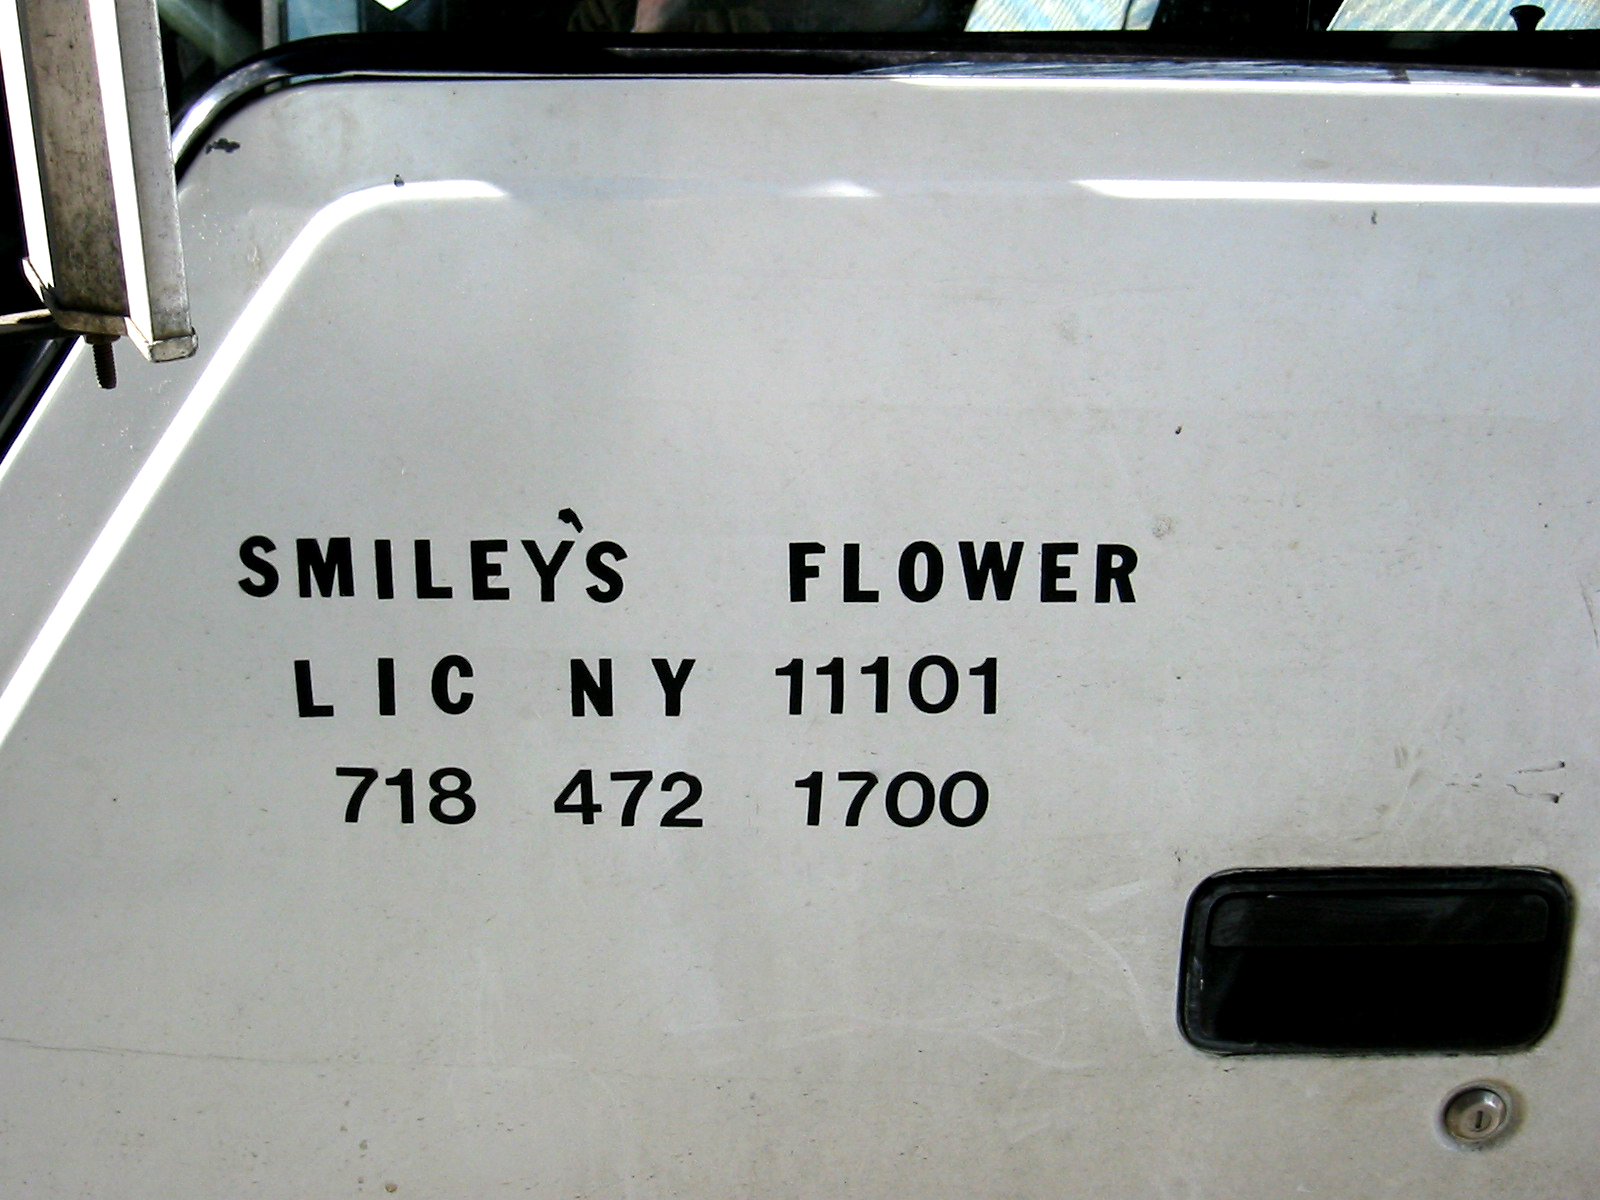 SMILEY'S FLOWER
LIC NY 11101
718 472 1700